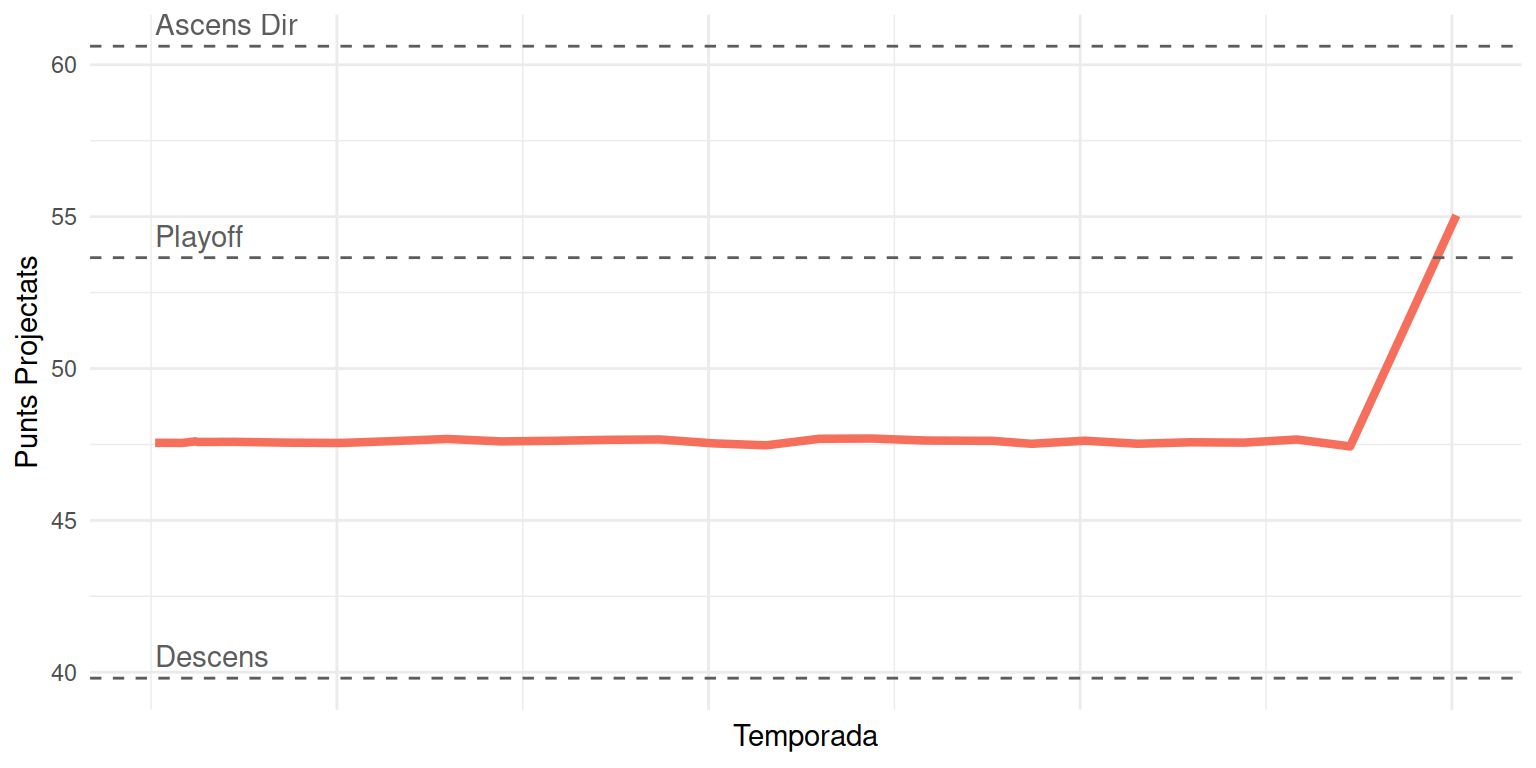 Ascens Dir
60
55
Playoff
50
45
Descens
40
Punts Projectats
Temporada